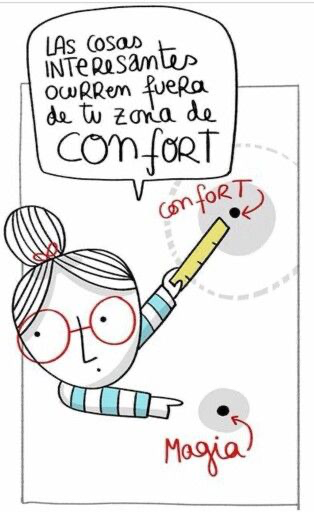 Las cosas
interesantes
ocurren fuera
de tu zona de
confort
confort
Magia